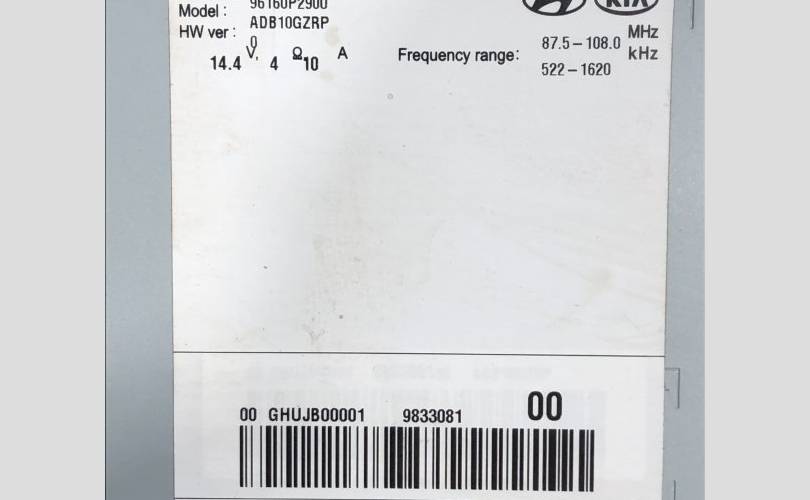 Model : 96160P2900
HW ver : ADB10GZRP
0
14.4 V, 4 Ω 10 A
Frequency range: 87.5–108.0 MHz
522–1620 kHz
KIA
00 GHUJB00001 9833081 00